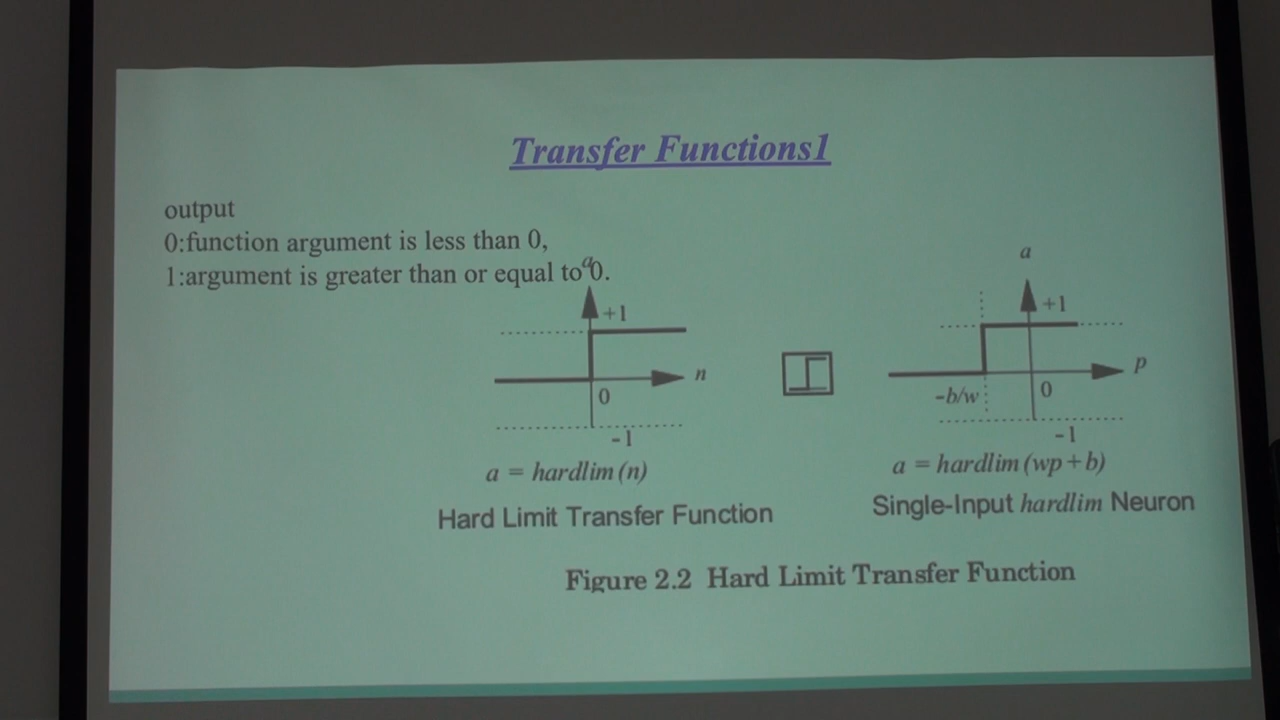 Transfer Functions1
output
0:function argument is less than 0,
1:argument is greater than or equal to 0.
a
+1
n
0
-1
a = hardlim (n)
Hard Limit Transfer Function
a
+1
p
-b/w
0
-1
a = hardlim (wp + b)
Single-Input hardlim Neuron
Figure 2.2 Hard Limit Transfer Function